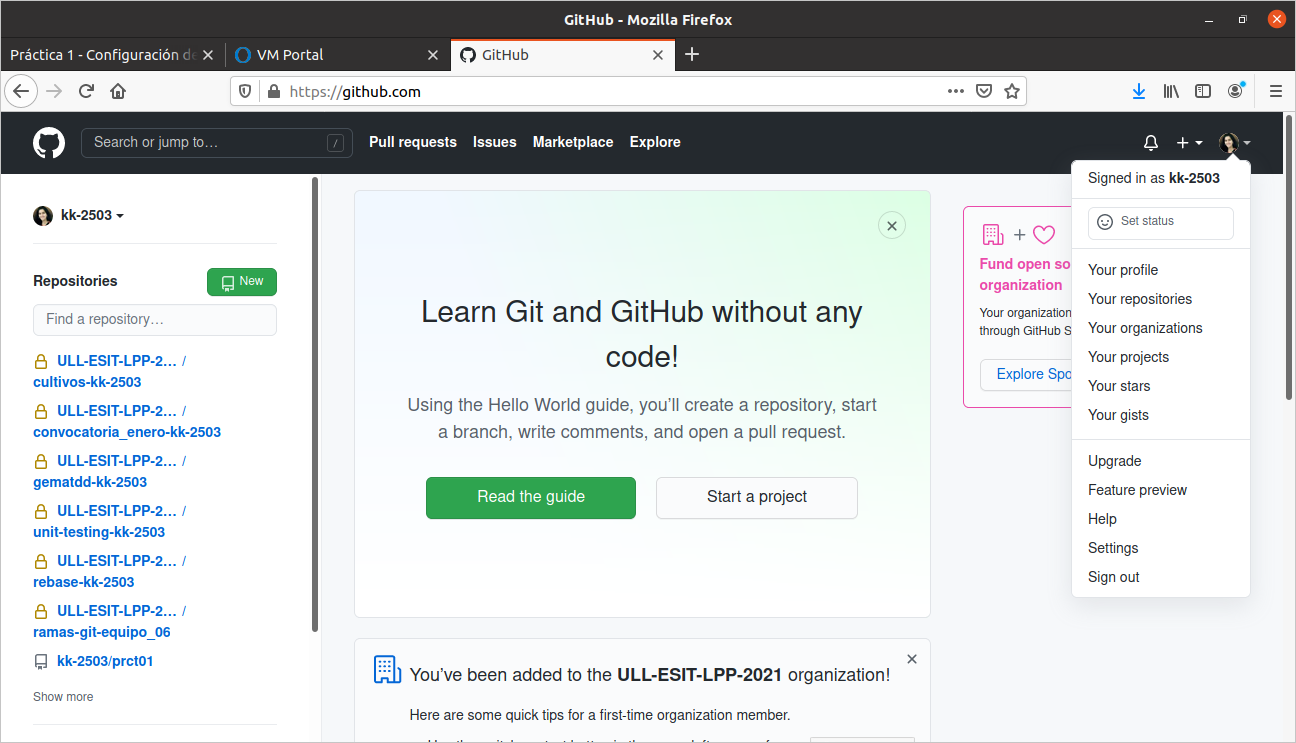 GitHub - Mozilla Firefox
Práctica 1 - Configuración de
VM Portal
GitHub
https://github.com
Search or jump to…
/
Pull requests
Issues
Marketplace
Explore
kk-2503
Repositories
New
Find a repository…
ULL-ESIT-LPP-2… /
cultivos-kk-2503
ULL-ESIT-LPP-2… /
convocatoria_enero-kk-2503
ULL-ESIT-LPP-2… /
gematdd-kk-2503
ULL-ESIT-LPP-2… /
unit-testing-kk-2503
ULL-ESIT-LPP-2… /
rebase-kk-2503
ULL-ESIT-LPP-2… /
ramas-git-equipo_06
kk-2503/prct01
Show more
Learn Git and GitHub without any
code!
Using the Hello World guide, you’ll create a repository, start
a branch, write comments, and open a pull request.
Read the guide
Start a project
You’ve been added to the ULL-ESIT-LPP-2021 organization!
Here are some quick tips for a first-time organization member.
Fund open so
organization
Your organization
through GitHub S
Explore Spo
Signed in as kk-2503
Set status
Your profile
Your repositories
Your organizations
Your projects
Your stars
Your gists
Upgrade
Feature preview
Help
Settings
Sign out